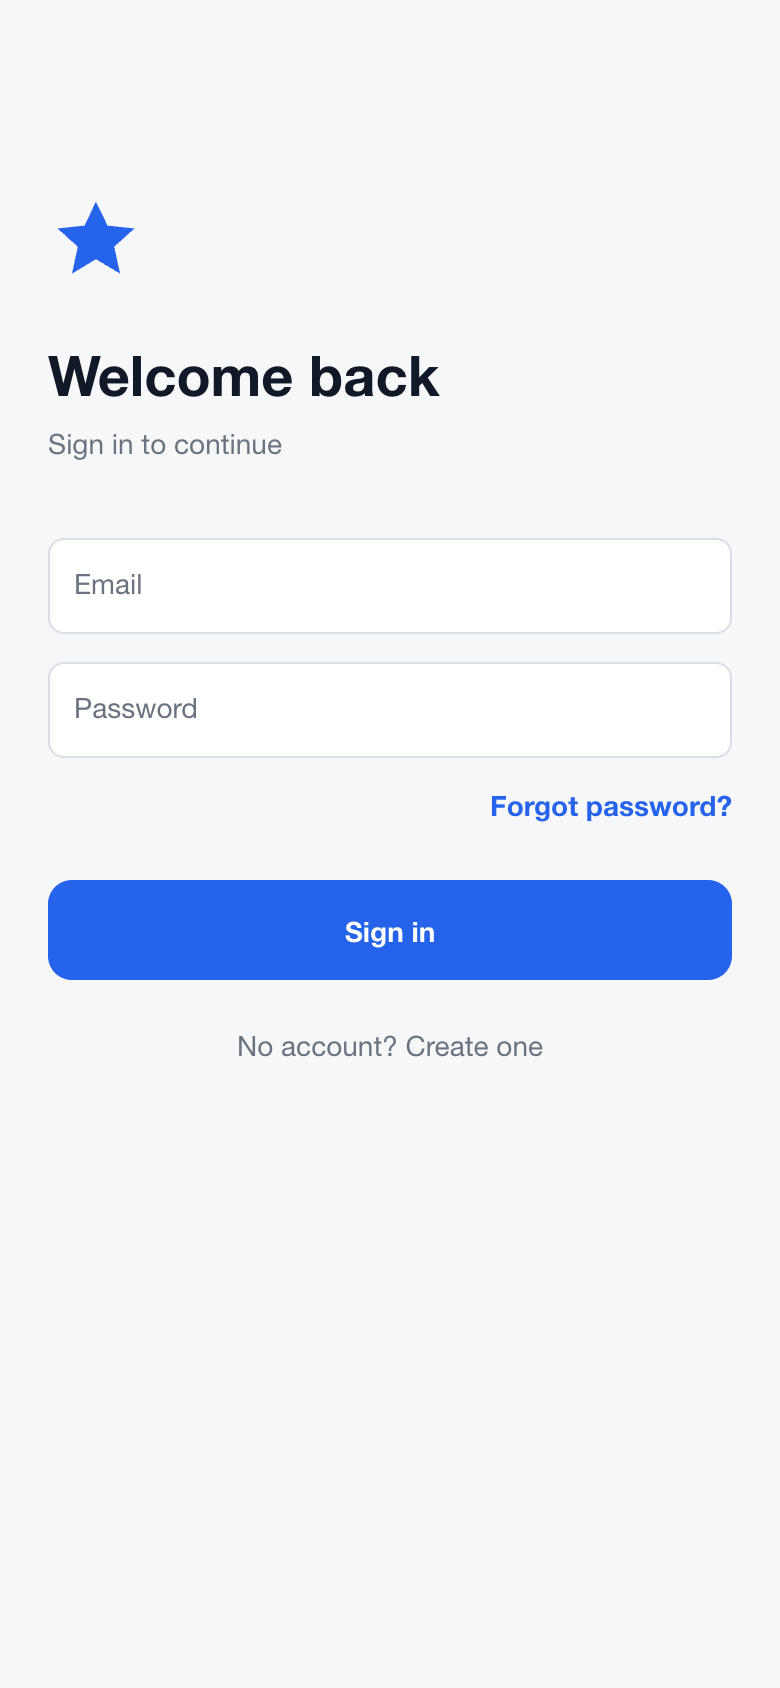 Welcome back
Sign in to continue
Email
Password
Forgot password?
Sign in
No account? Create one